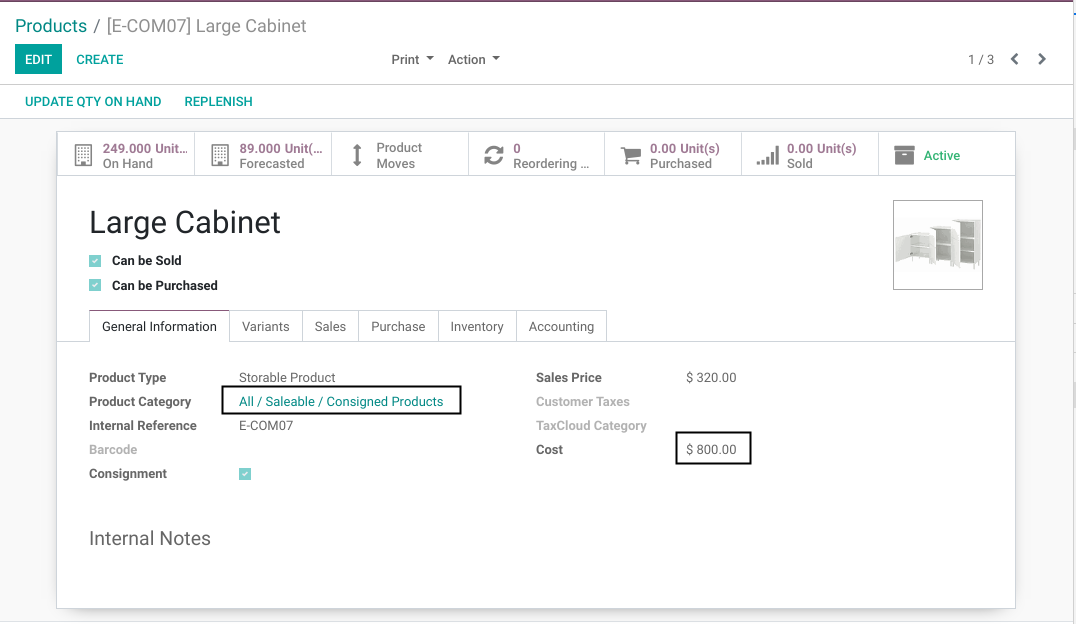 Products / [E-COM07] Large Cabinet
EDIT CREATE Print Action 1 / 3
UPDATE QTY ON HAND REPLENISH
249.000 Unit...
On Hand
89.000 Unit(...
Forecasted
Product
Moves
0
Reordering ...
0.00 Unit(s)
Purchased
0.00 Unit(s)
Sold
Active
Large Cabinet
Can be Sold
Can be Purchased
General Information Variants Sales Purchase Inventory Accounting
Product Type Storable Product
Product Category All / Saleable / Consigned Products
Internal Reference E-COM07
Barcode
Consignment
Sales Price $ 320.00
Customer Taxes
TaxCloud Category
Cost $ 800.00
Internal Notes